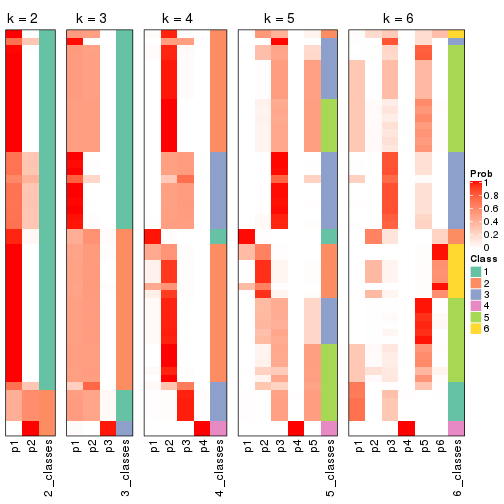 k = 2
k = 3
k = 4
k = 5
k = 6
Prob
1
0.8
0.6
0.4
0.2
0
Class
1
2
3
4
5
6
p1
p2
2_classes
p1
p2
p3
3_classes
p1
p2
p3
p4
4_classes
p1
p2
p3
p4
p5
5_classes
p1
p2
p3
p4
p5
p6
6_classes